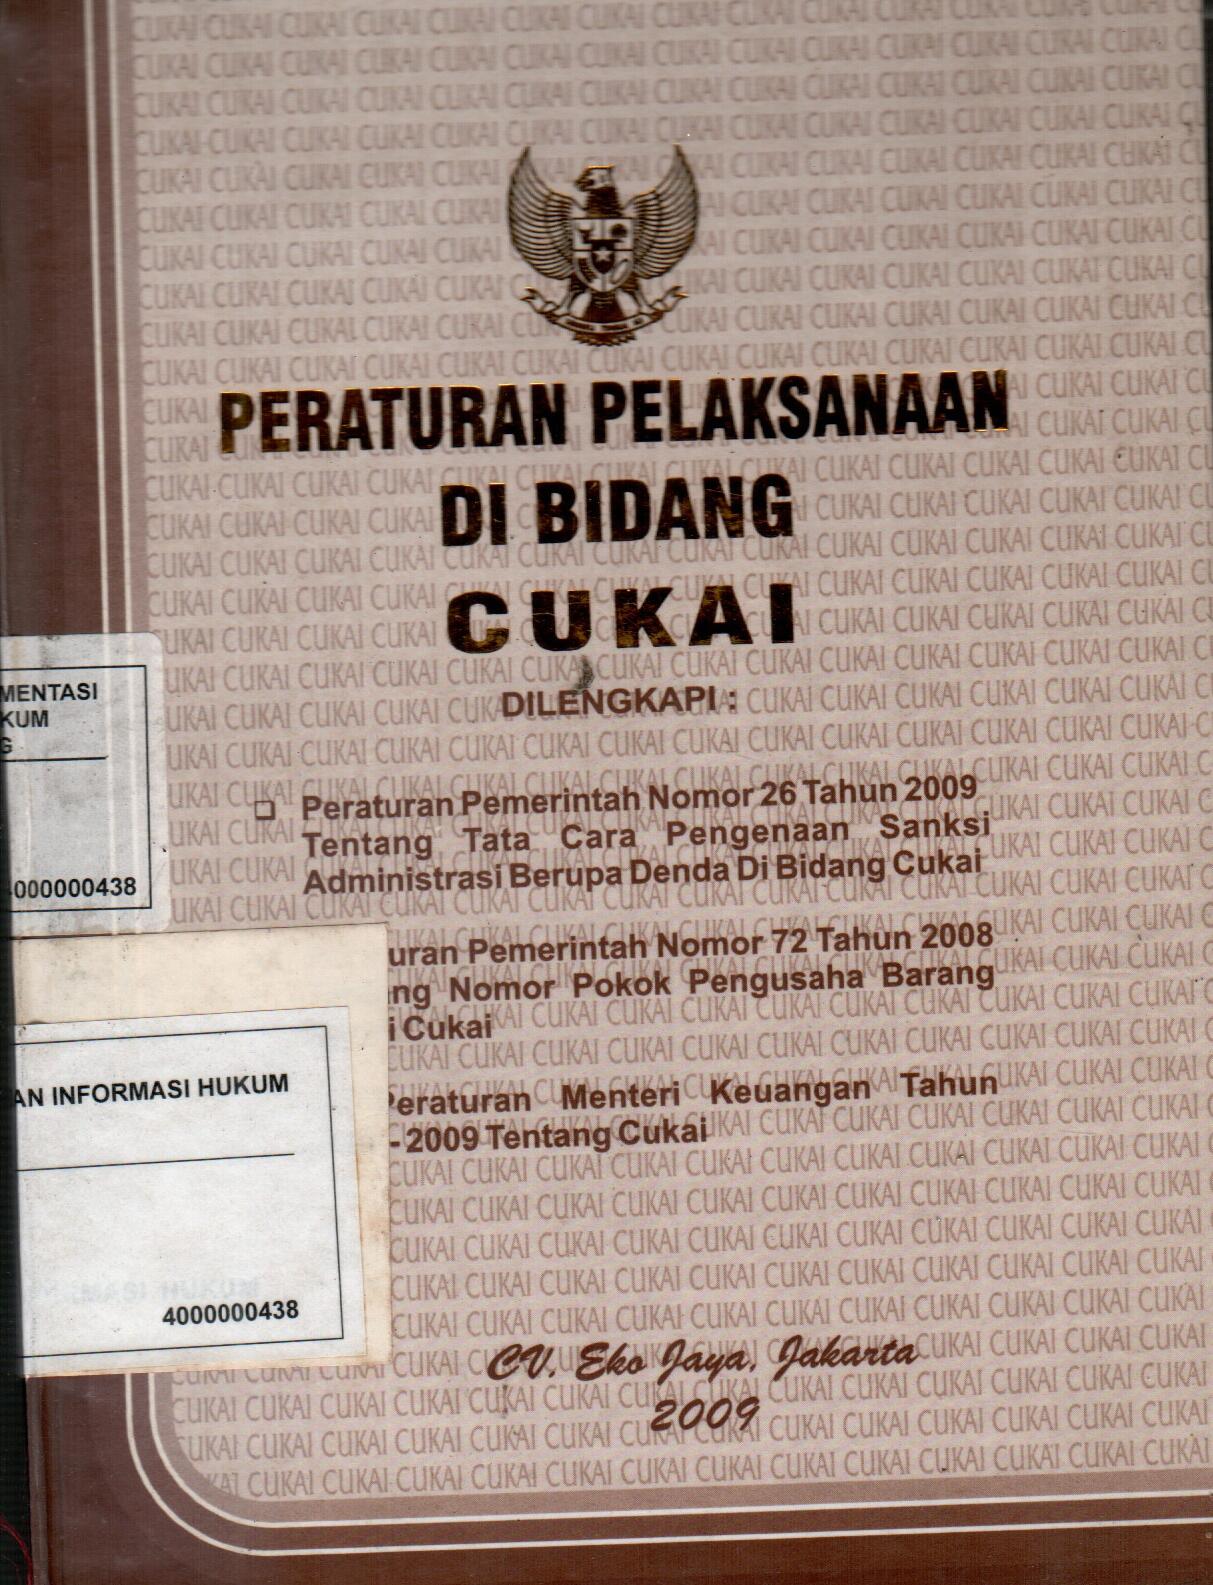 PERATURAN PELAKSANAAN
DI BIDANG
CUKAI
DILENGKAPI :
Peraturan Pemerintah Nomor 26 Tahun 2009
Tentang Tata Cara Pengenaan Sanksi
Administrasi Berupa Denda Di Bidang Cukai
uran Pemerintah Nomor 72 Tahun 2008
ng Nomor Pokok Pengusaha Barang
i Cukai
Peraturan Menteri Keuangan Tahun
- 2009 Tentang Cukai
CV. Eko Jaya, Jakarta
2009
MENTASI
KUM
G
000000438
AN INFORMASI HUKUM
4000000438